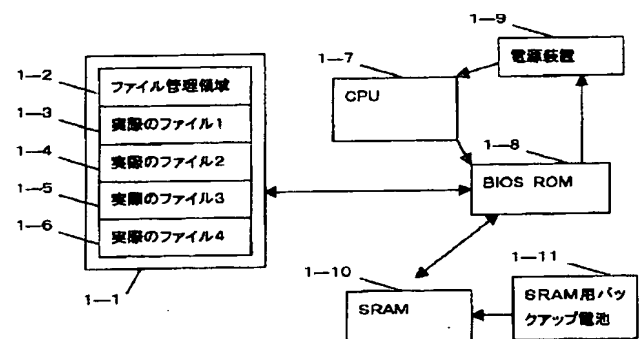 1—9
電源装置
1—7
CPU
1—2
ファイル管理領域
1—3
実際のファイル1
1—4
実際のファイル2
1—5
実際のファイル3
1—6
実際のファイル4
1—1
1—8
BIOS ROM
1—10
SRAM
1—11
SRAM用バッ
クアップ電池